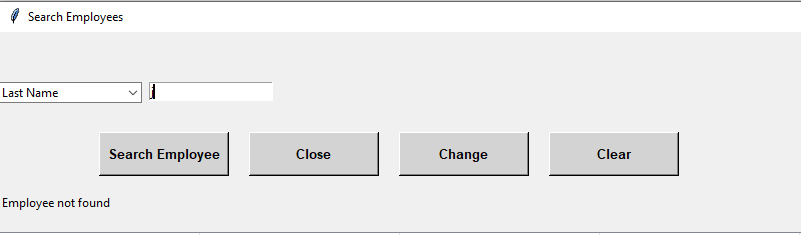 Search Employees
Last Name
Search Employee Close Change Clear
Employee not found